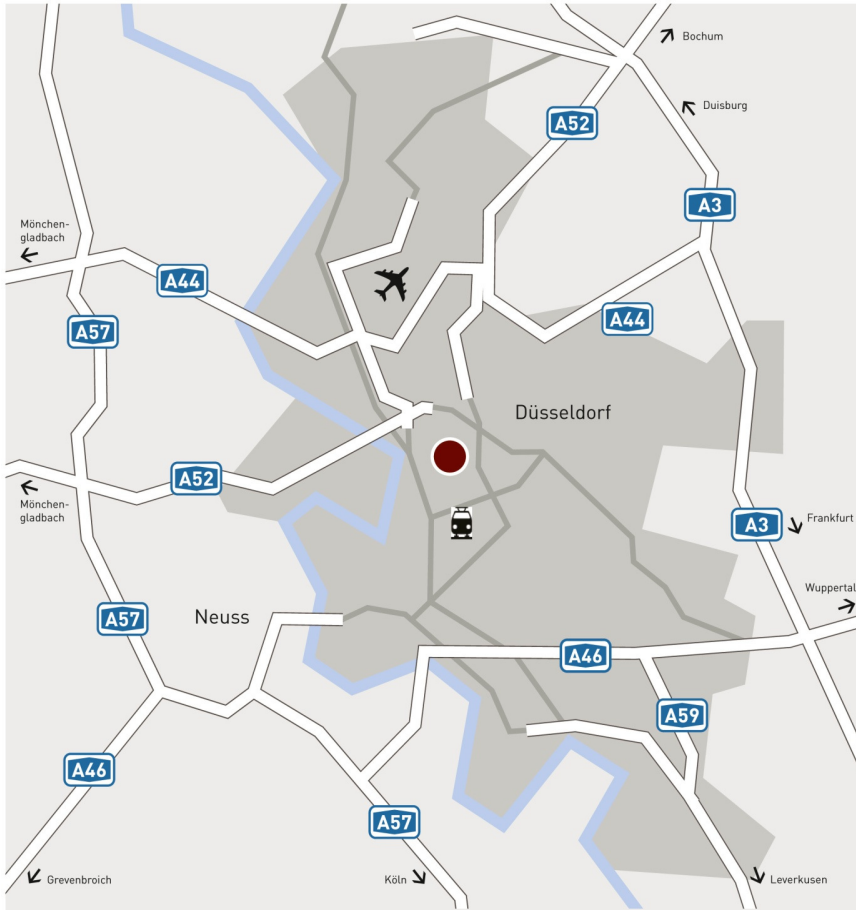 Bochum
Duisburg
A52
A3
Mönchen-
gladbach
A44
A44
A57
Düsseldorf
A52
Mönchen-
gladbach
A3
Frankfurt
Wuppertal
A57
Neuss
A46
A59
A46
A57
Grevenbroich
Köln
Leverkusen